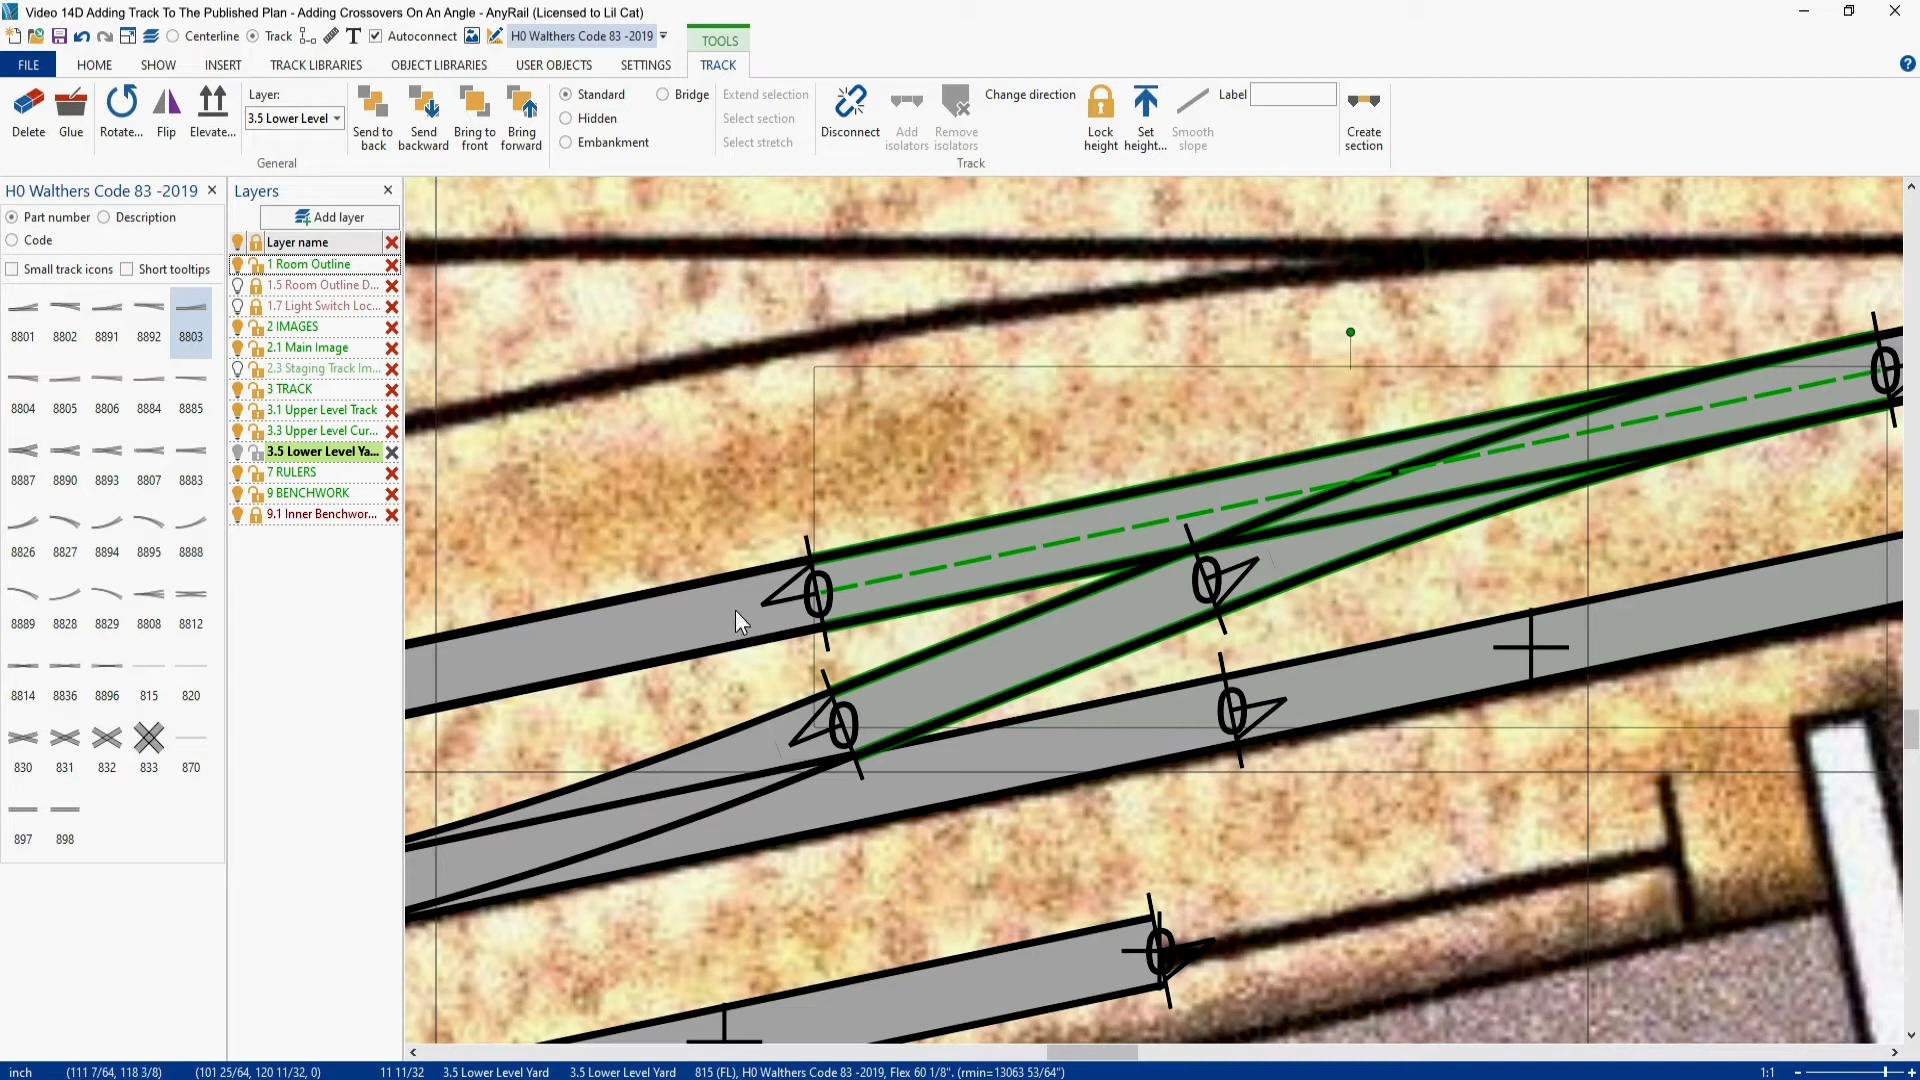 Video 14D Adding Track To The Published Plan - Adding Crossovers On An Angle - AnyRail (Licensed to Lil Cat)
Centerline Track T Autoconnect H0 Walthers Code 83 -2019 TOOLS
FILE HOME SHOW INSERT TRACK LIBRARIES OBJECT LIBRARIES USER OBJECTS SETTINGS TRACK
Delete Glue Rotate... Flip Elevate... Layer: 3.5 Lower Level Send to back Send backward Bring to front Bring forward
General
Standard Bridge
Hidden
Embankment
Extend selection
Select section
Select stretch
Disconnect Add isolators Remove isolators Change direction Lock height Set height... Smooth slope Label Create section
Track
H0 Walthers Code 83 -2019
Part number Description
Code
Small track icons Short tooltips
8801 8802 8891 8892 8803
8804 8805 8806 8884 8885
8887 8890 8893 8807 8883
8826 8827 8894 8895 8888
8889 8828 8829 8808 8812
8814 8836 8896 815 820
830 831 832 833 870
897 898
Layers
Add layer
Layer name
1 Room Outline
1.5 Room Outline D...
1.7 Light Switch Loc...
2 IMAGES
2.1 Main Image
2.3 Staging Track Im...
3 TRACK
3.1 Upper Level Track
3.3 Upper Level Cur...
3.5 Lower Level Ya...
7 RULERS
9 BENCHWORK
9.1 Inner Benchwor...
0
0
0
0
0
0
inch (111 7/64, 118 3/8) (101 25/64, 120 11/32, 0) 11 11/32 3.5 Lower Level Yard 3.5 Lower Level Yard 815 (FL), H0 Walthers Code 83 -2019, Flex 60 1/8". (rmin=13063 53/64") 1:1